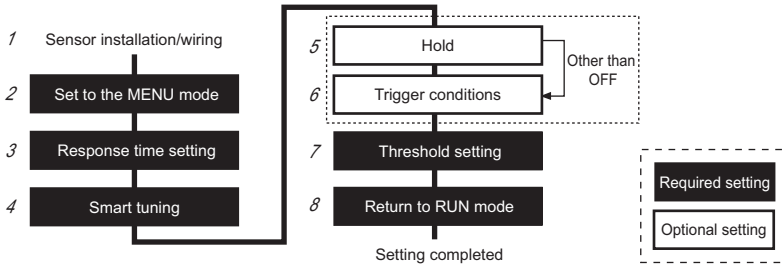 1 Sensor installation/wiring
2 Set to the MENU mode
3 Response time setting
4 Smart tuning
5 Hold
Other than
OFF
6 Trigger conditions
7 Threshold setting
8 Return to RUN mode
Setting completed
Required setting
Optional setting